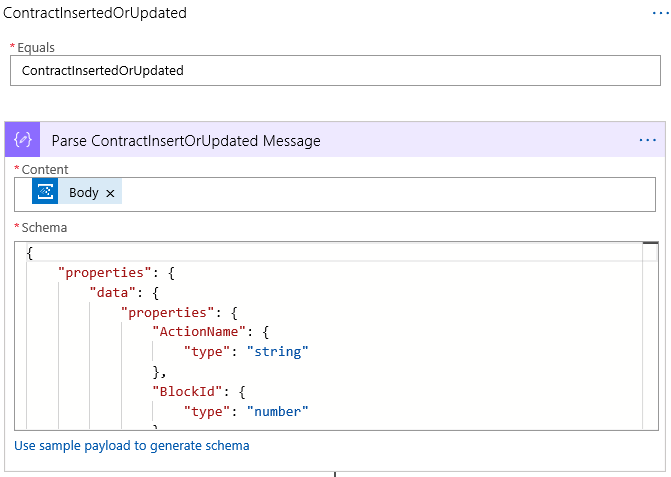 ContractInsertedOrUpdated
...
* Equals
ContractInsertedOrUpdated
{∕} Parse ContractInsertOrUpdated Message ...
* Content
Body ×
* Schema
{
"properties": {
"data": {
"properties": {
"ActionName": {
"type": "string"
},
"BlockId": {
"type": "number"
Use sample payload to generate schema